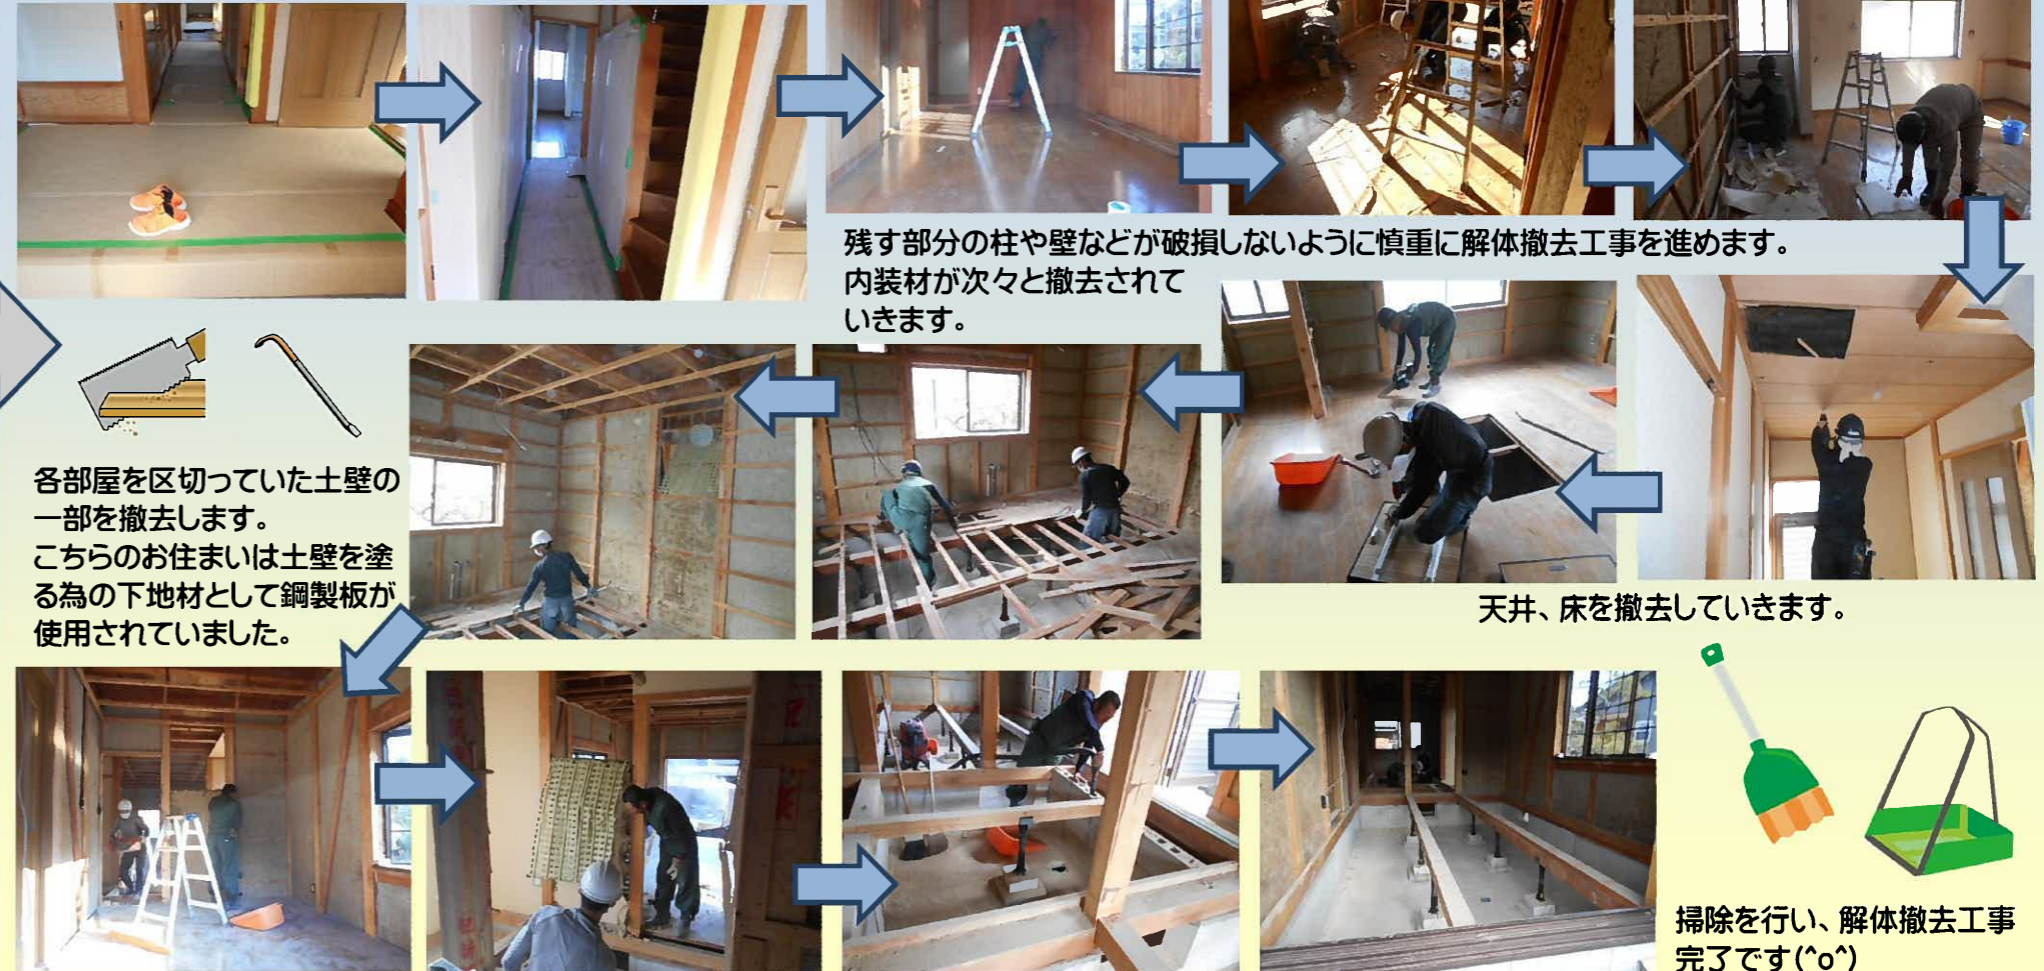 残す部分の柱や壁などが破損しないように慎重に解体撤去工事を進めます。
内装材が次々と撤去されて
いきます。
天井、床を撤去していきます。
各部屋を区切っていた土壁の
一部を撤去します。
こちらのお住まいは土壁を塗
る為の下地材として鋼製板が
使用されていました。
掃除を行い、解体撤去工事
完了です(^o^)